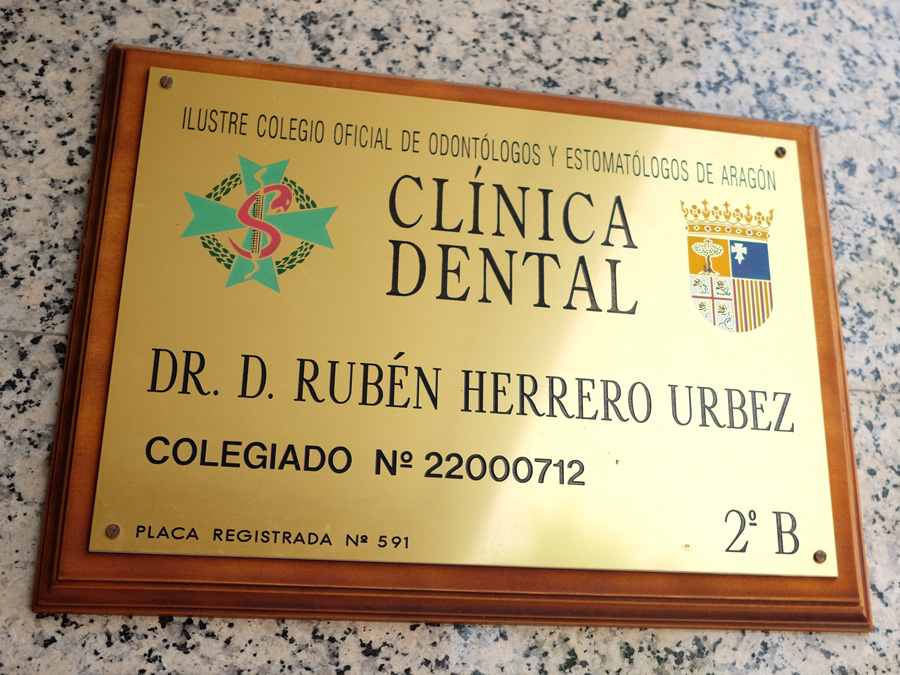 ILUSTRE COLEGIO OFICIAL DE ODONTÓLOGOS Y ESTOMATÓLOGOS DE ARAGÓN
CLÍNICA
DENTAL
DR. D. RUBÉN HERRERO URBEZ
COLEGIADO Nº 22000712
PLACA REGISTRADA Nº 591
2º B